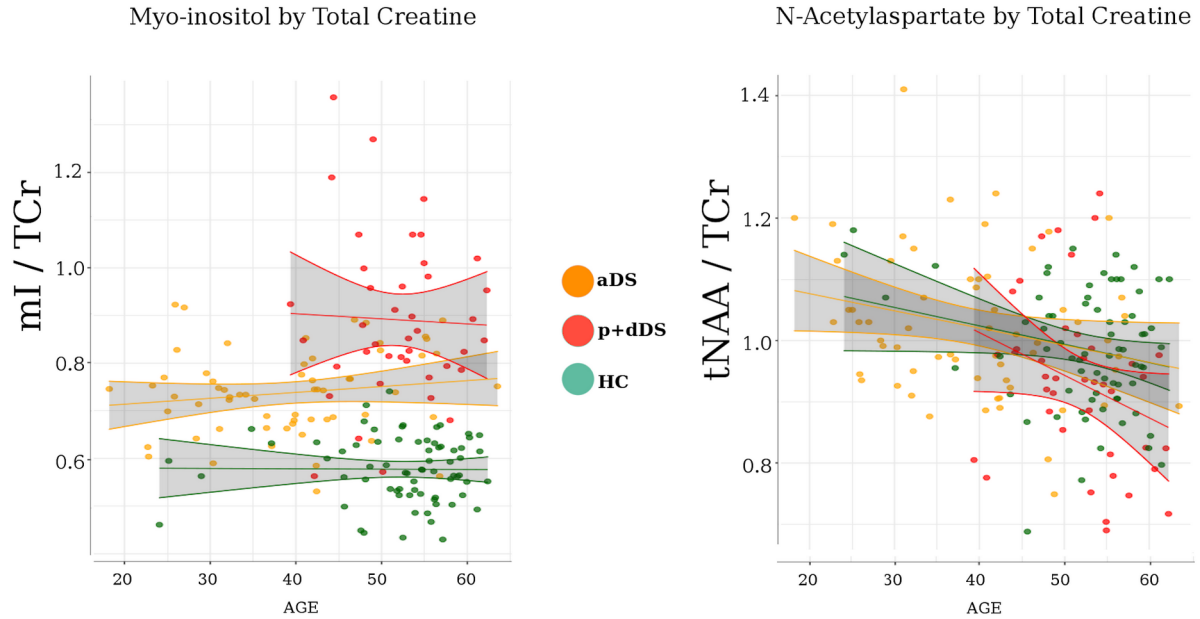 Myo-inositol by Total Creatine
mI / TCr
1.2
1.0
0.8
0.6
0.4
20 30 40 50 60
AGE
aDS
p+dDS
HC
N-Acetylaspartate by Total Creatine
tNAA / TCr
1.4
1.2
1.0
0.8
20 30 40 50 60
AGE